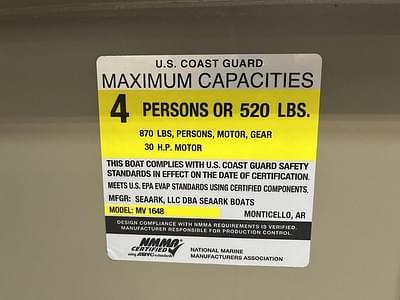 U.S. COAST GUARD
MAXIMUM CAPACITIES
4 PERSONS OR 520 LBS.
870 LBS, PERSONS, MOTOR, GEAR
30 H.P. MOTOR
THIS BOAT COMPLIES WITH U.S. COAST GUARD SAFETY
STANDARDS IN EFFECT ON THE DATE OF CERTIFICATION.
MEETS U.S. EPA EVAP STANDARDS USING CERTIFIED COMPONENTS.
MFGR: SEAARK, LLC DBA SEAARK BOATS
MODEL: MV 1648 MONTICELLO, AR
DESIGN COMPLIANCE WITH NMMA REQUIREMENTS IS VERIFIED.
MANUFACTURER RESPONSIBLE FOR PRODUCTION CONTROL.
NMMA
CERTIFIED
using ABYC standards
NATIONAL MARINE
MANUFACTURERS ASSOCIATION